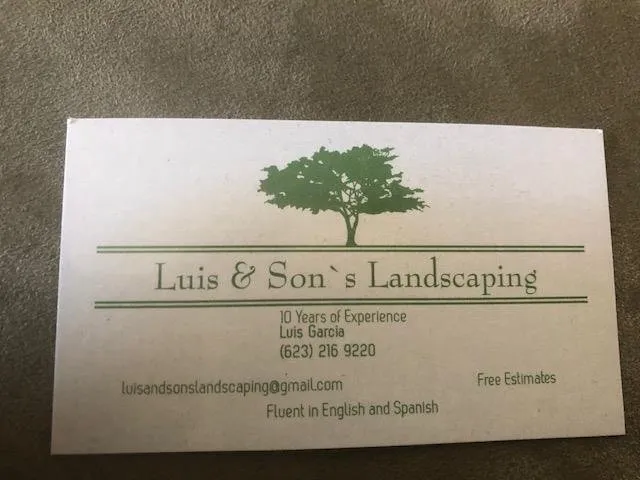 Luis & Son`s Landscaping
10 Years of Experience
Luis Garcia
(623) 216 9220
luisandsonslandscaping@gmail.com
Free Estimates
Fluent in English and Spanish